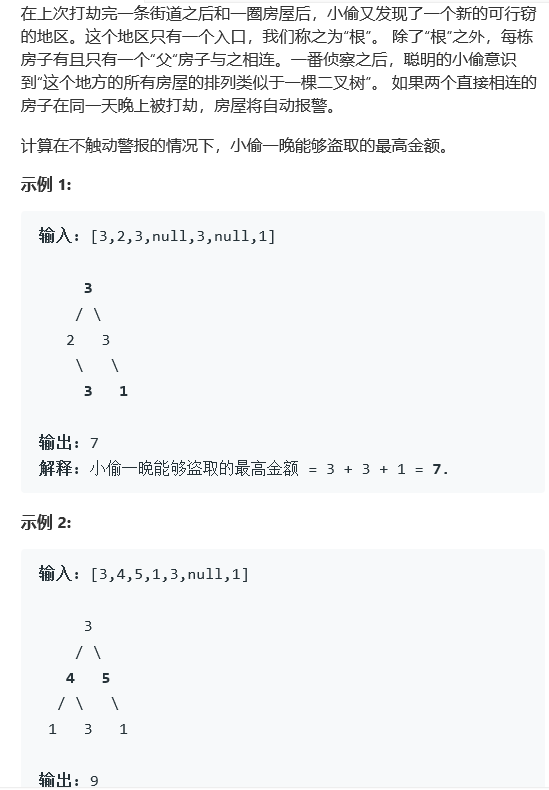 在上次打劫完一条街道之后和一圈房屋后，小偷又发现了一个新的可行窃
的地区。这个地区只有一个入口，我们称之为“根”。 除了“根”之外，每栋
房子有且只有一个“父“房子与之相连。一番侦察之后，聪明的小偷意识
到“这个地方的所有房屋的排列类似于一棵二叉树”。 如果两个直接相连的
房子在同一天晚上被打劫，房屋将自动报警。
计算在不触动警报的情况下，小偷一晚能够盗取的最高金额。
示例 1:
输入: [3,2,3,null,3,null,1]
3
/ \
2 3
\ \
3 1
输出: 7
解释: 小偷一晚能够盗取的最高金额 = 3 + 3 + 1 = 7.
示例 2:
输入: [3,4,5,1,3,null,1]
3
/ \
4 5
/ \ \
1 3 1
输出: 9